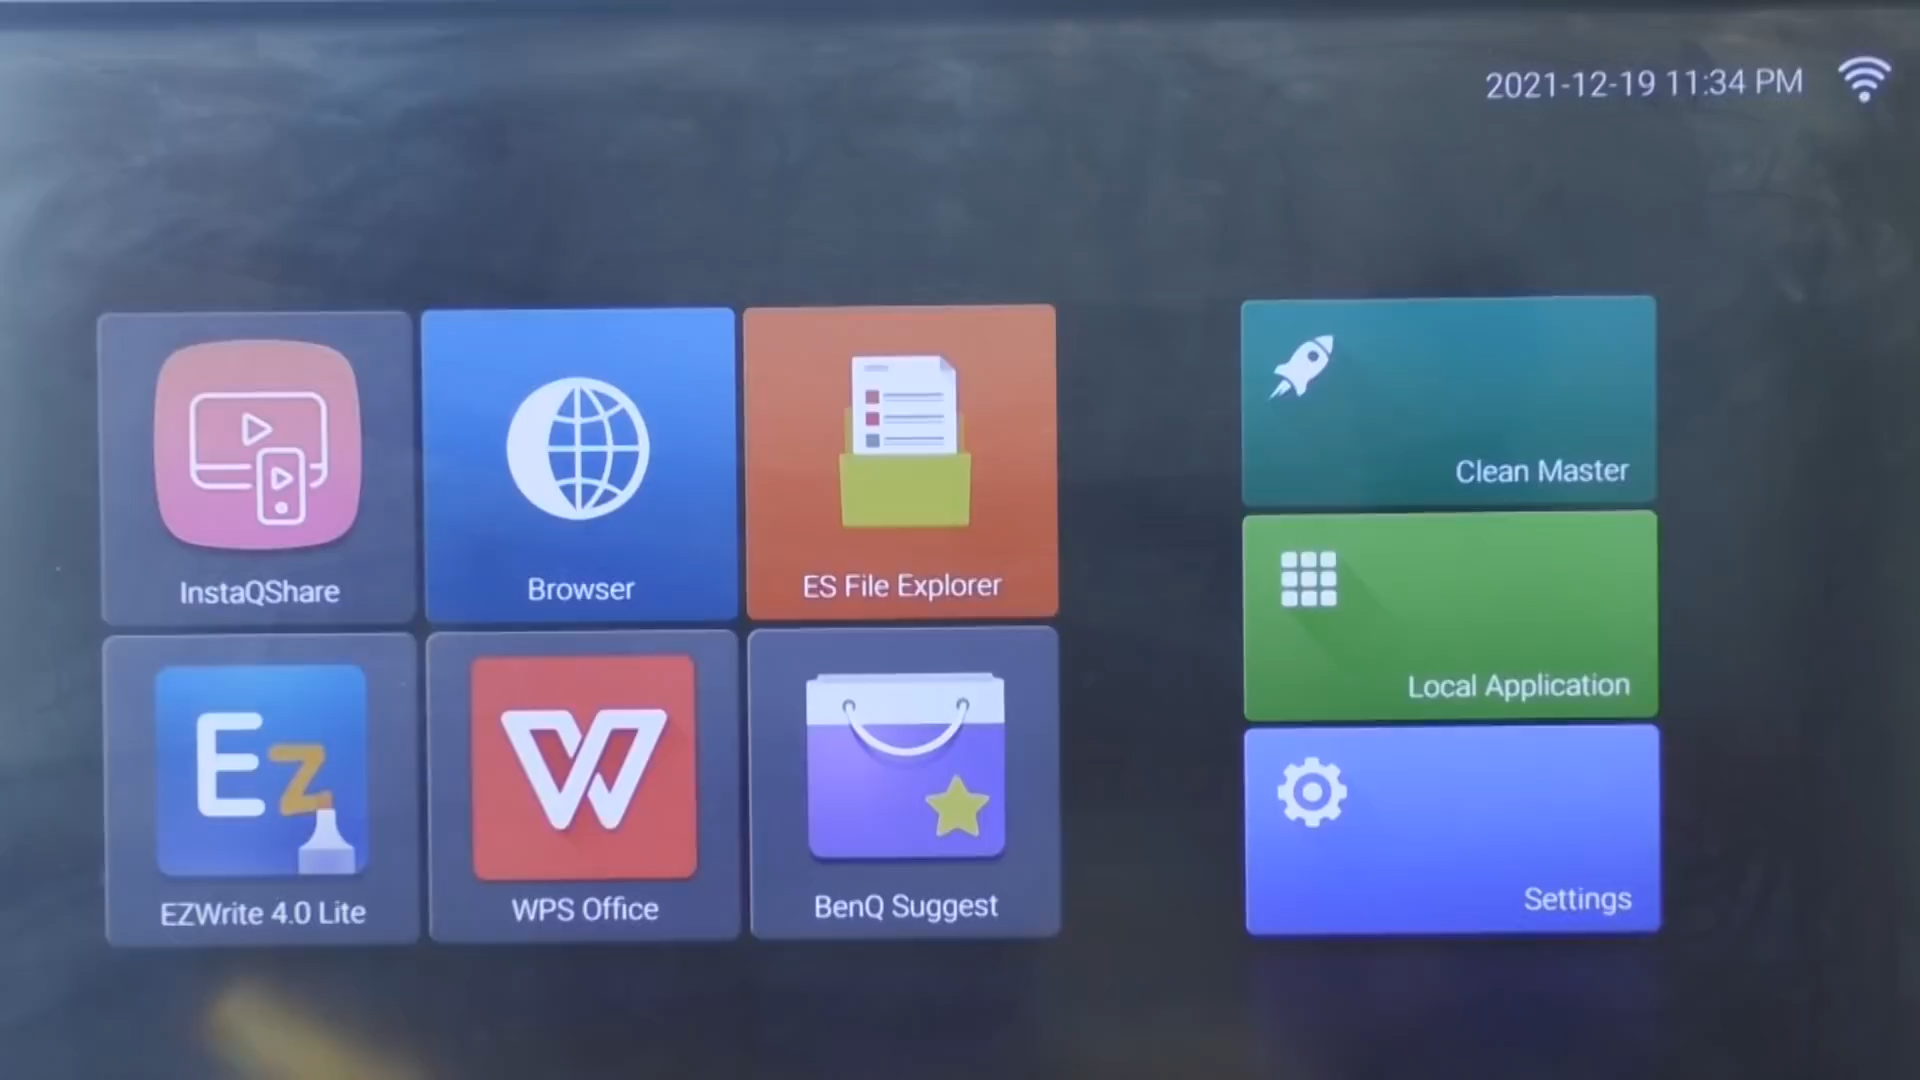 2021-12-19 11:34 PM
InstaQShare
Browser
ES File Explorer
Clean Master
Local Application
Ez
EZWrite 4.0 Lite
W
WPS Office
BenQ Suggest
Settings